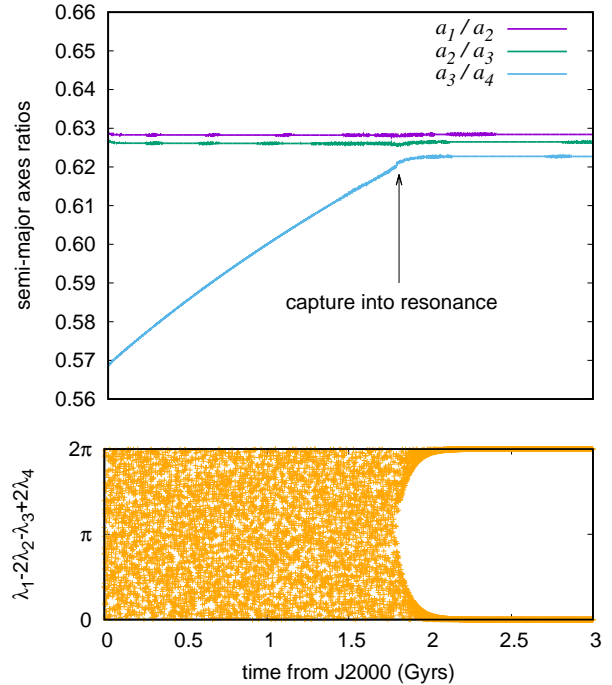 0.66
0.65
0.64
0.63
0.62
0.61
0.60
0.59
0.58
0.57
0.56
semi-major axes ratios
a₁ / a₂
a₂ / a₃
a₃ / a₄
capture into resonance
2π
π
0
λ₁-2λ₂-λ₃+2λ₄
0 0.5 1 1.5 2 2.5 3
time from J2000 (Gyrs)